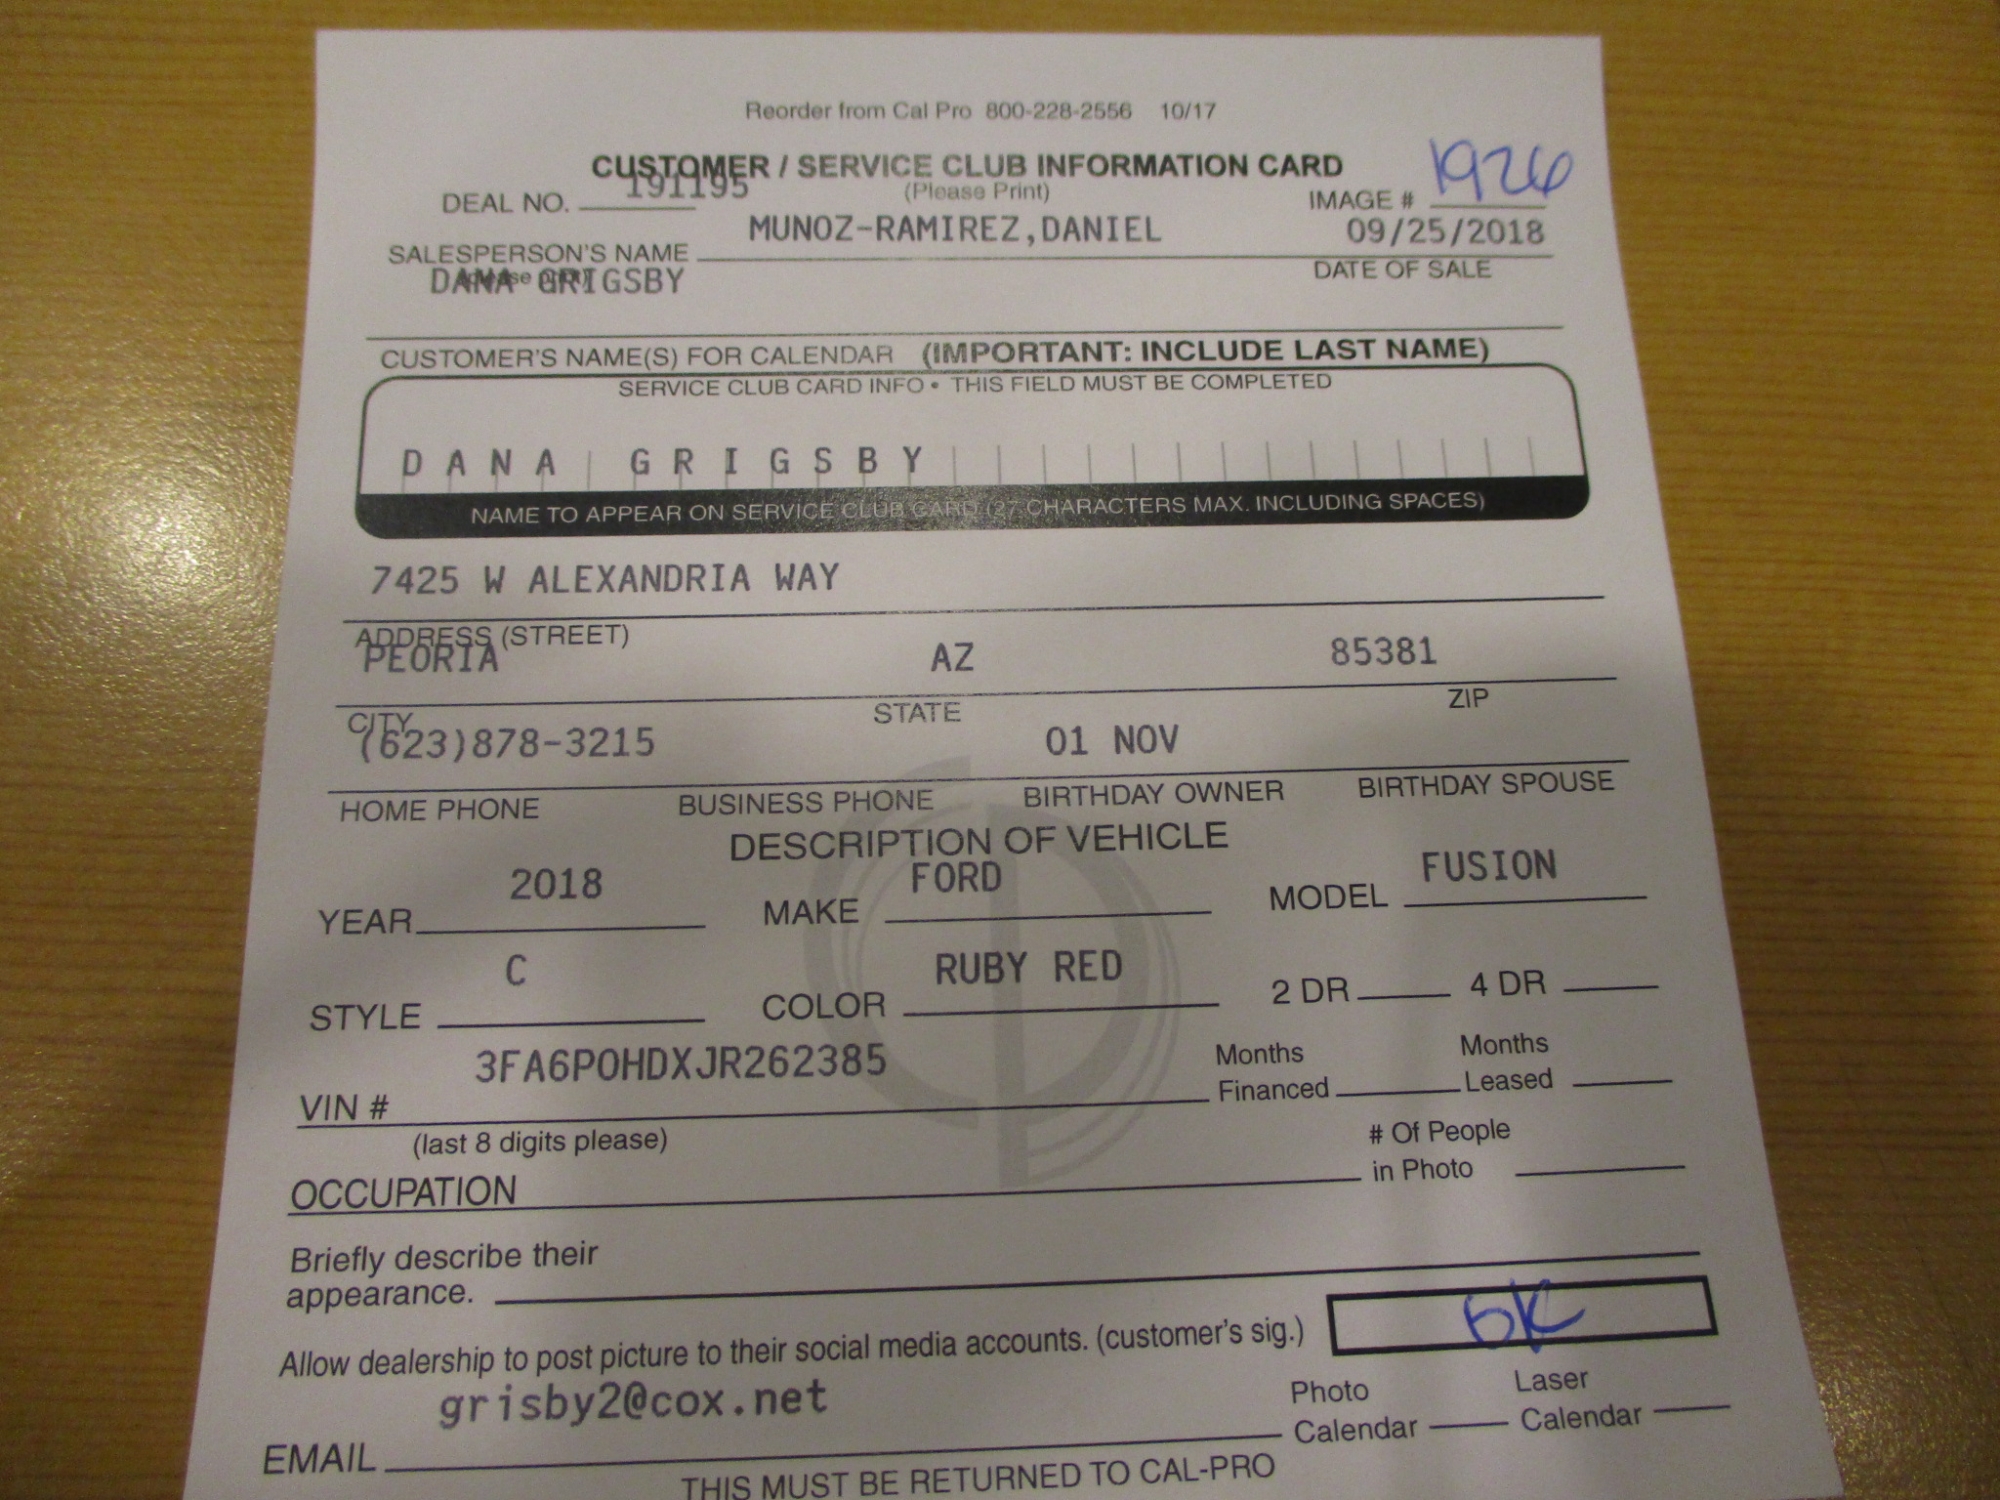 Reorder from Cal Pro 800-228-2556 10/17
CUSTOMER / SERVICE CLUB INFORMATION CARD
DEAL NO. 191195 (Please Print) IMAGE # 1926
SALESPERSON'S NAME MUNOZ-RAMIREZ,DANIEL 09/25/2018
(please print) DATE OF SALE
DANA GRIGSBY
CUSTOMER'S NAME(S) FOR CALENDAR (IMPORTANT: INCLUDE LAST NAME)
SERVICE CLUB CARD INFO • THIS FIELD MUST BE COMPLETED
DANA GRIGSBY
NAME TO APPEAR ON SERVICE CLUB CARD (27 CHARACTERS MAX. INCLUDING SPACES)
7425 W ALEXANDRIA WAY
ADDRESS (STREET)
PEORIA AZ 85381
CITY STATE ZIP
(623)878-3215 01 NOV
HOME PHONE BUSINESS PHONE BIRTHDAY OWNER BIRTHDAY SPOUSE
DESCRIPTION OF VEHICLE
YEAR 2018 MAKE FORD MODEL FUSION
STYLE C COLOR RUBY RED 2 DR 4 DR
VIN # 3FA6P0HDXJR262385 Months Financed Months Leased
(last 8 digits please)
OCCUPATION # Of People in Photo
Briefly describe their
appearance.
Allow dealership to post picture to their social media accounts. (customer's sig.) OK
EMAIL grisby2@cox.net Photo Calendar Laser Calendar
THIS MUST BE RETURNED TO CAL-PRO